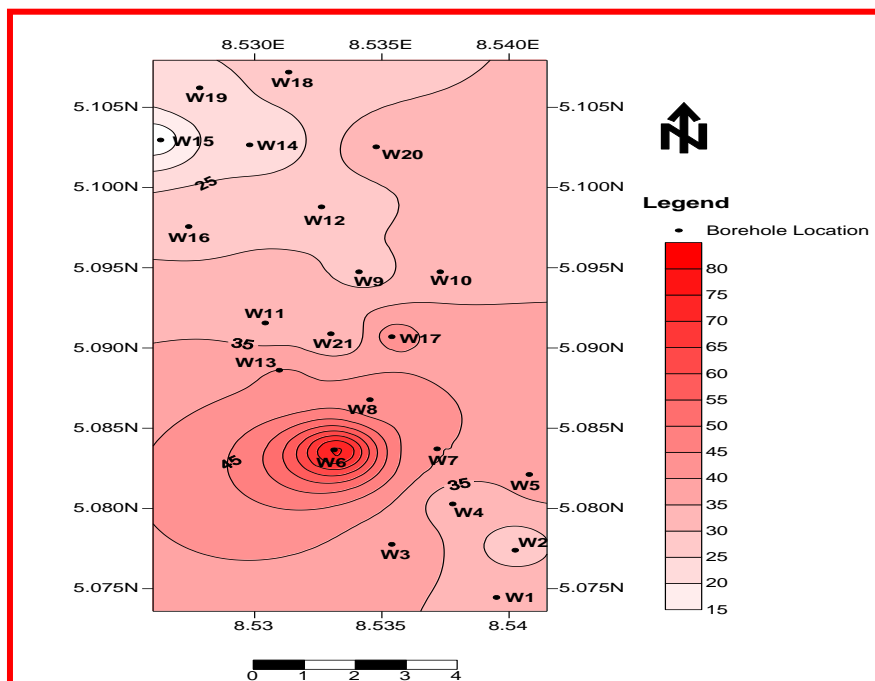 8.530E 8.535E 8.540E
W18
W19
5.105N 5.105N
W15 W14 W20
N
25
5.100N 5.100N
Legend
W12
W16
Borehole Location
5.095N 5.095N
W9 W10
80
75
W11
70
35 W21 W17
5.090N 5.090N
65
W13
60
55
W8
50
5.085N 5.085N
45
45 W6 W7
40
35 W5
35
5.080N 5.080N
W4
30
W2
25
W3
20
5.075N 5.075N
W1
15
8.53 8.535 8.54
0 1 2 3 4